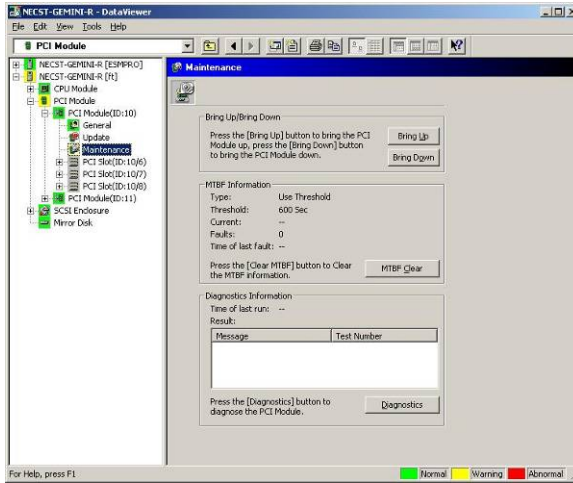 NECST-GEMINI-R - DataViewer
File Edit View Tools Help
PCI Module
NECST-GEMINI-R [ESMPRO]
NECST-GEMINI-R [ft]
CPU Module
PCI Module
PCI Module(ID:10)
General
Update
Maintenance
PCI Slot(ID:10/6)
PCI Slot(ID:10/7)
PCI Slot(ID:10/8)
PCI Module(ID:11)
SCSI Enclosure
Mirror Disk
Maintenance
Bring Up/Bring Down
Press the [Bring Up] button to bring the PCI
Module up, press the [Bring Down] button
to bring the PCI Module down.
Bring Up
Bring Down
MTBF Information
Type: Use Threshold
Threshold: 600 Sec
Current: --
Faults: 0
Time of last fault: --
Press the [Clear MTBF] button to Clear
the MTBF information.
MTBF Clear
Diagnostics Information
Time of last run: --
Result:
Message Test Number
Press the [Diagnostics] button to
diagnose the PCI Module.
Diagnostics
For Help, press F1
Normal Warning Abnormal